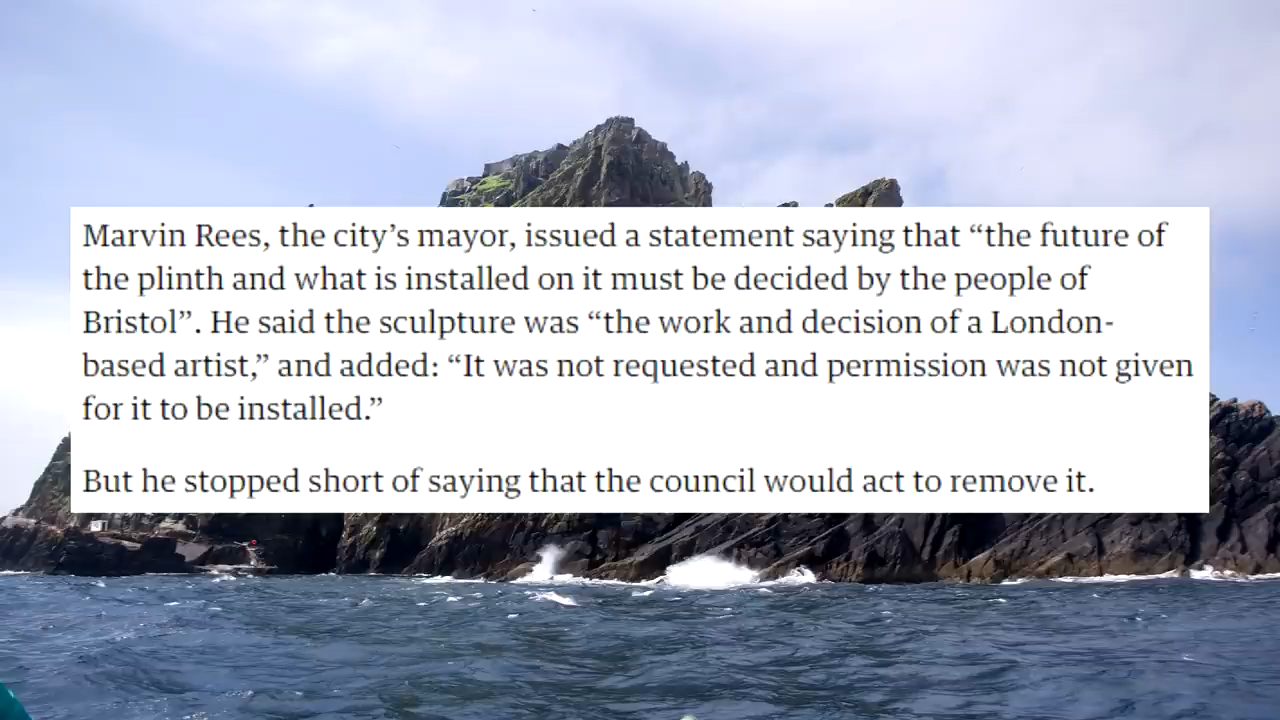 Marvin Rees, the city’s mayor, issued a statement saying that “the future of
the plinth and what is installed on it must be decided by the people of
Bristol”. He said the sculpture was “the work and decision of a London-
based artist,” and added: “It was not requested and permission was not given
for it to be installed.”
But he stopped short of saying that the council would act to remove it.